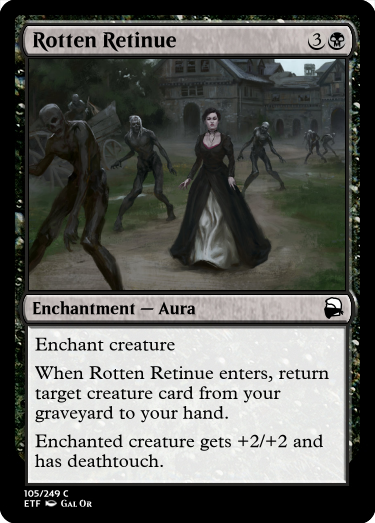 Rotten Retinue 3
Enchantment — Aura
Enchant creature
When Rotten Retinue enters, return
target creature card from your
graveyard to your hand.
Enchanted creature gets +2/+2 and
has deathtouch.
105/249 C
ETF Gal Or